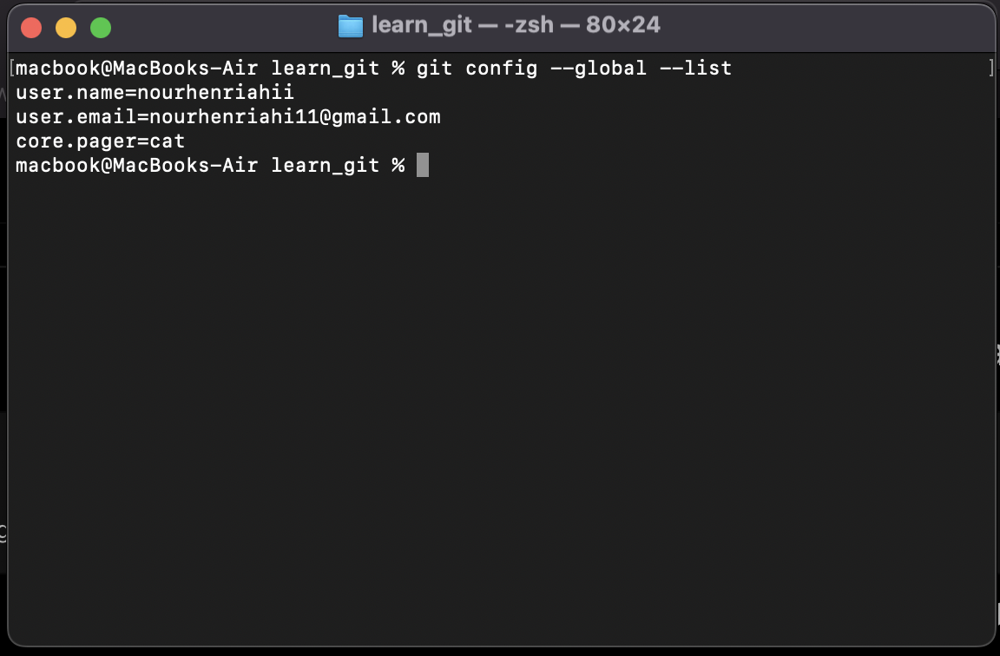 learn_git — -zsh — 80×24
[macbook@MacBooks-Air learn_git % git config --global --list ]
user.name=nourhenriahii
user.email=nourhenriahi11@gmail.com
core.pager=cat
macbook@MacBooks-Air learn_git %